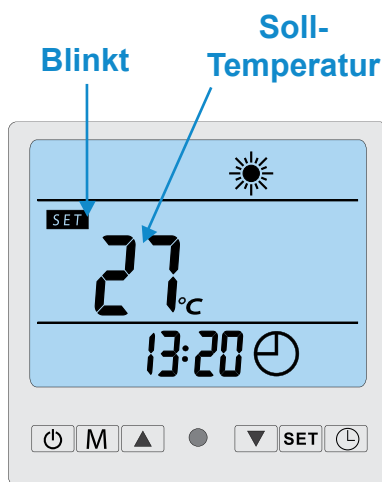 Soll-
Blinkt Temperatur
SET
27°C
13:20
M SET